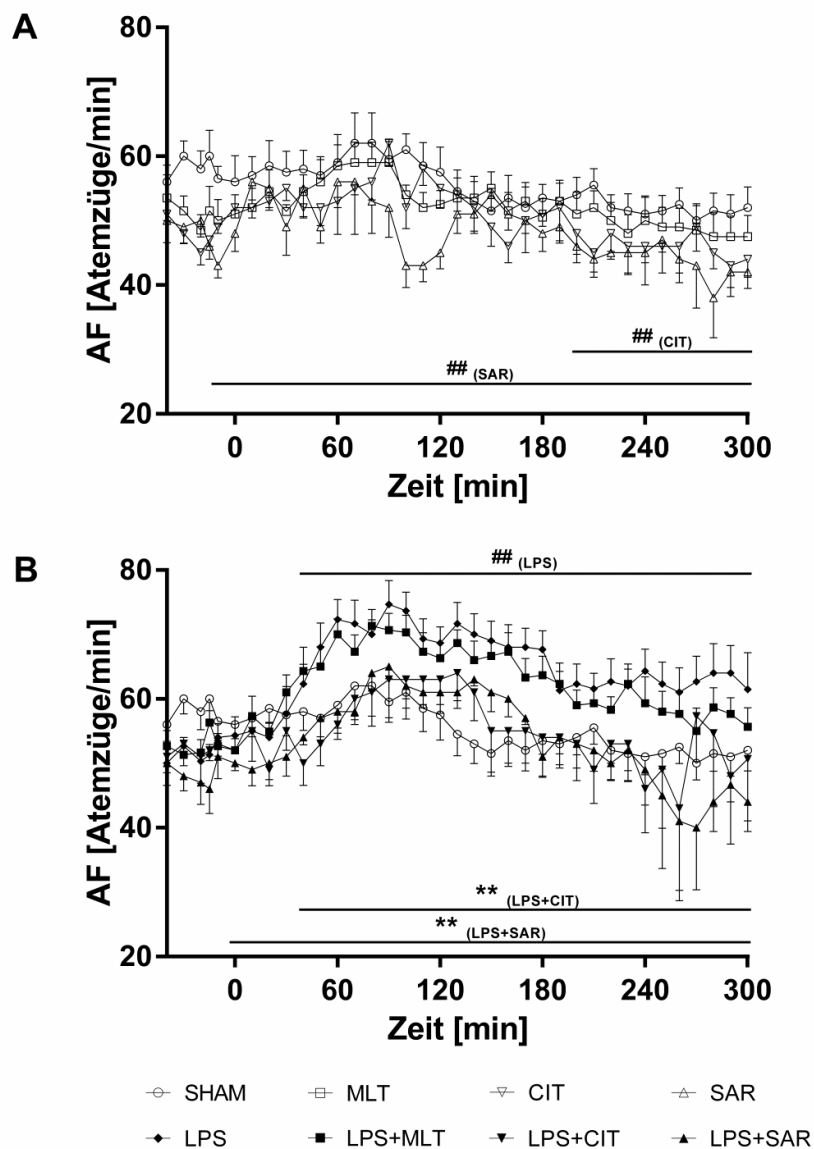 A
80
60
40
20
AF [Atemzüge/min]
## (CIT)
## (SAR)
0 60 120 180 240 300
Zeit [min]
B
## (LPS)
80
60
40
20
AF [Atemzüge/min]
** (LPS+CIT)
** (LPS+SAR)
0 60 120 180 240 300
Zeit [min]
SHAM MLT CIT SAR
LPS LPS+MLT LPS+CIT LPS+SAR